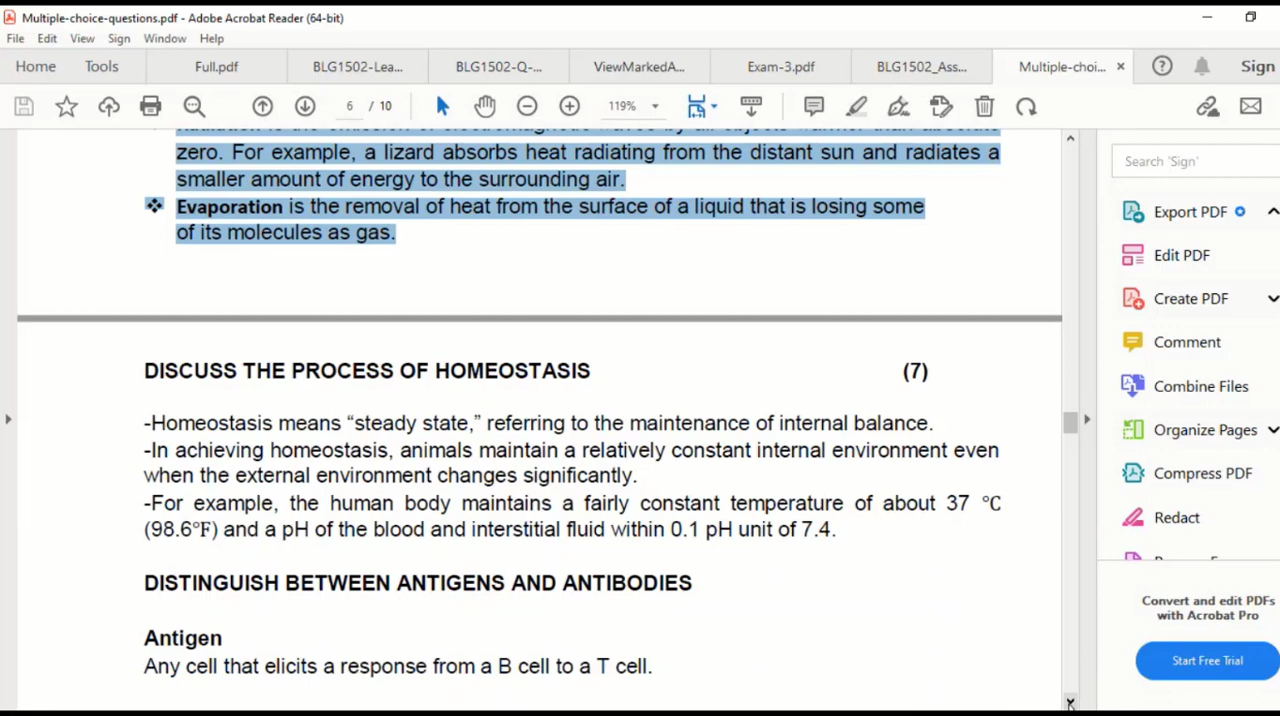 Multiple-choice-questions.pdf - Adobe Acrobat Reader (64-bit)
File Edit View Sign Window Help
Home Tools Full.pdf BLG1502-Lea... BLG1502-Q-... ViewMarkedA... Exam-3.pdf BLG1502_Ass... Multiple-choi... × Sign
6 / 10 119%
Radiation is the emission of electromagnetic waves by all objects warmer than absolute
zero. For example, a lizard absorbs heat radiating from the distant sun and radiates a
smaller amount of energy to the surrounding air.
❖ Evaporation is the removal of heat from the surface of a liquid that is losing some
of its molecules as gas.
DISCUSS THE PROCESS OF HOMEOSTASIS (7)
-Homeostasis means “steady state,” referring to the maintenance of internal balance.
-In achieving homeostasis, animals maintain a relatively constant internal environment even
when the external environment changes significantly.
-For example, the human body maintains a fairly constant temperature of about 37 °C
(98.6°F) and a pH of the blood and interstitial fluid within 0.1 pH unit of 7.4.
DISTINGUISH BETWEEN ANTIGENS AND ANTIBODIES
Antigen
Any cell that elicits a response from a B cell to a T cell.
Search 'Sign'
Export PDF
Edit PDF
Create PDF
Comment
Combine Files
Organize Pages
Compress PDF
Redact
Convert and edit PDFs
with Acrobat Pro
Start Free Trial